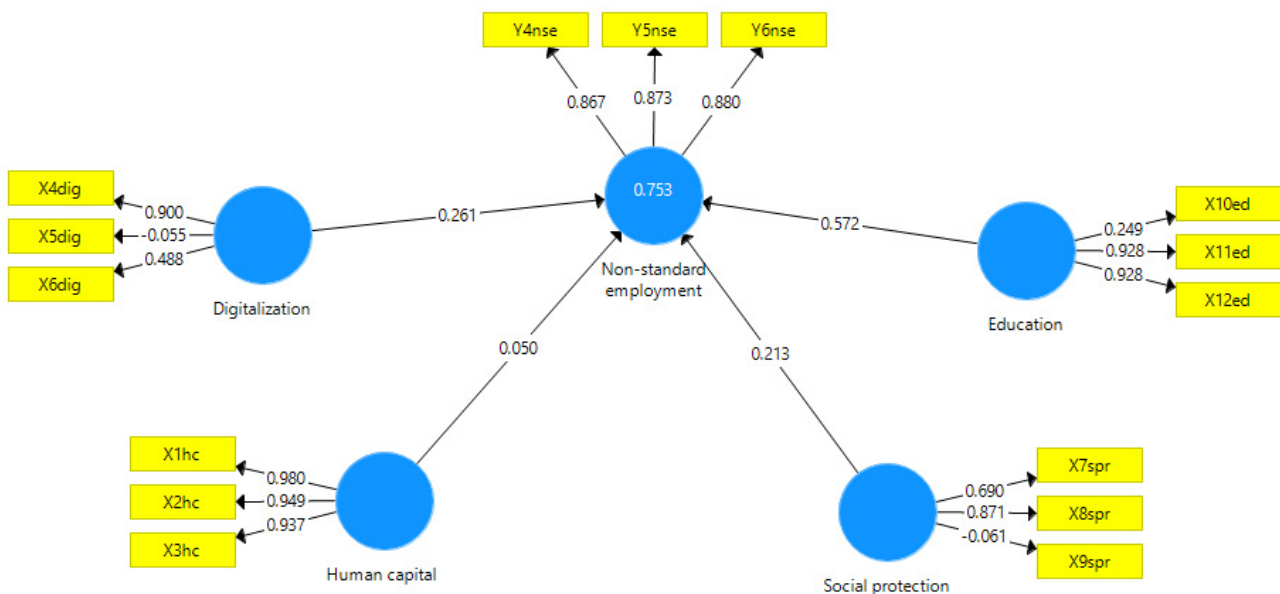 Y4nse
Y5nse
Y6nse
0.867
0.873
0.880
X4dig
X5dig
X6dig
0.900
-0.055
0.488
Digitalization
0.261
0.753
Non-standard
employment
0.572
X10ed
X11ed
X12ed
0.249
0.928
0.928
Education
0.050
0.213
X1hc
X2hc
X3hc
0.980
0.949
0.937
Human capital
X7spr
X8spr
X9spr
0.690
0.871
-0.061
Social protection